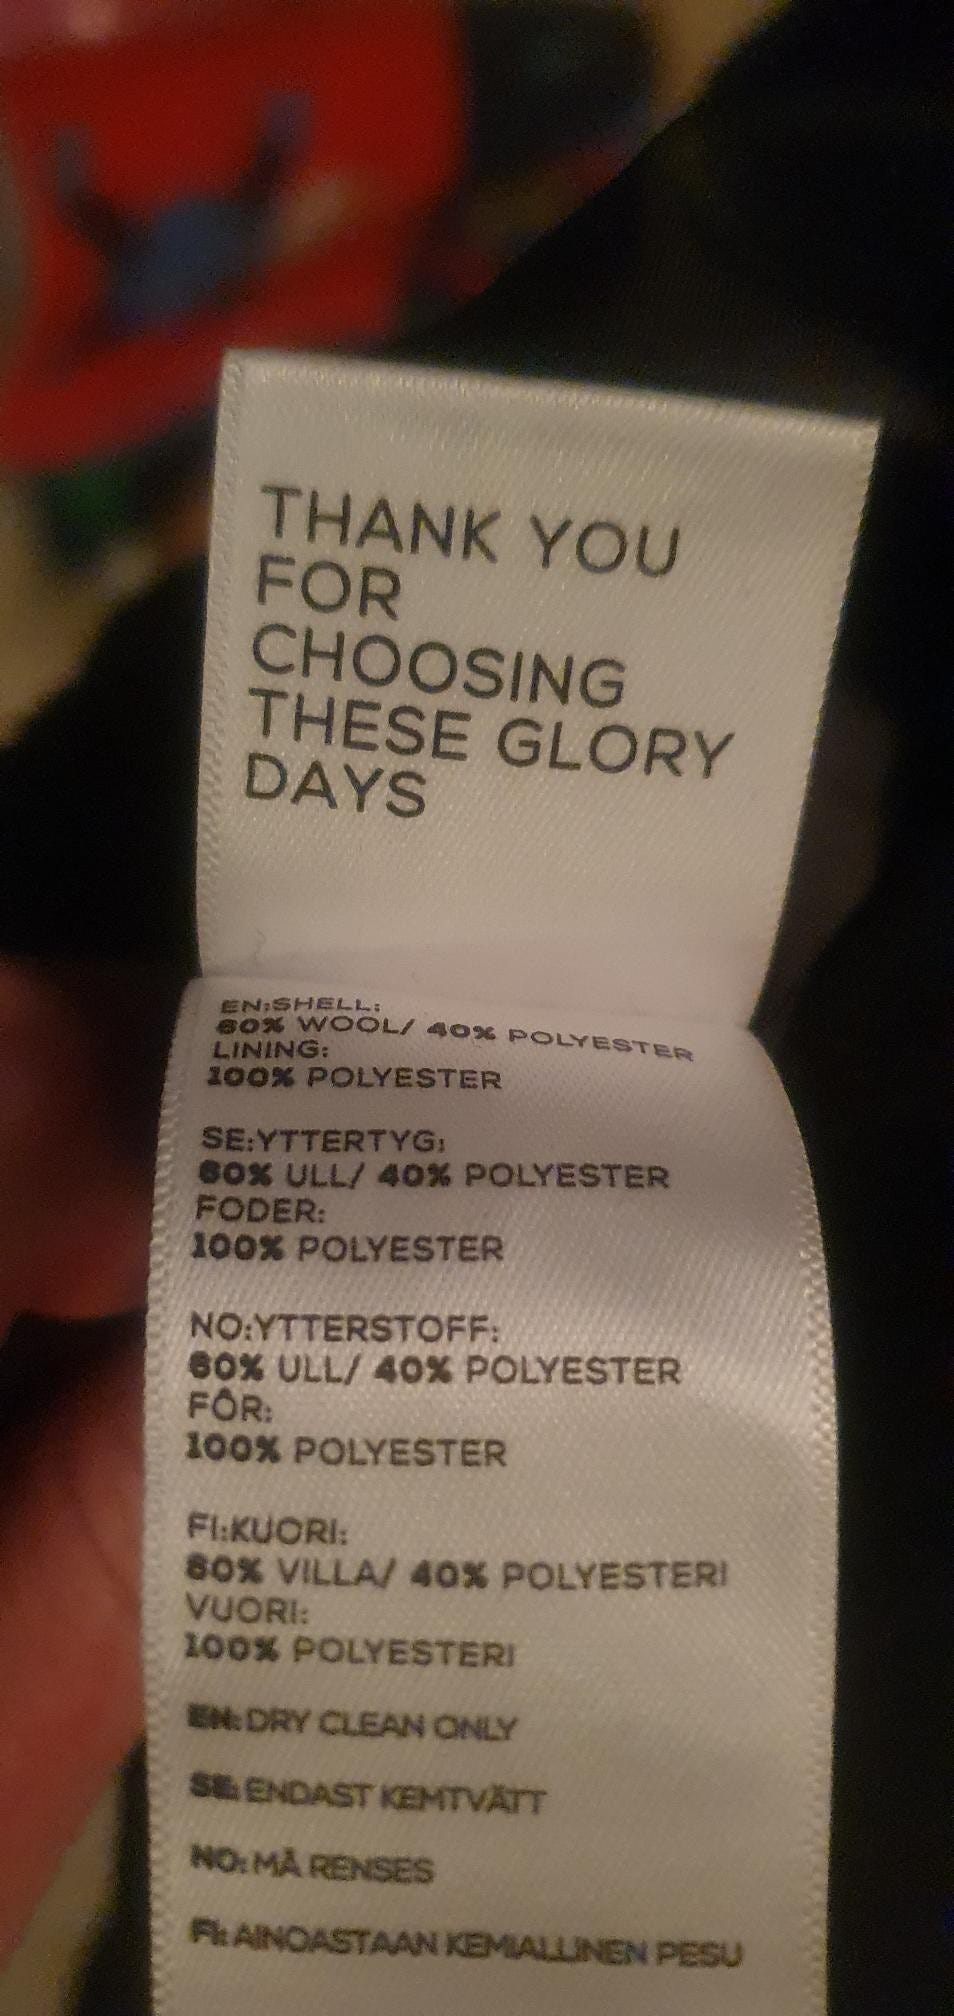 THANK YOU
FOR
CHOOSING
THESE GLORY
DAYS
EN:SHELL:
60% WOOL/ 40% POLYESTER
LINING:
100% POLYESTER
SE:YTTERTYG:
60% ULL/ 40% POLYESTER
FODER:
100% POLYESTER
NO:YTTERSTOFF:
60% ULL/ 40% POLYESTER
FÔR:
100% POLYESTER
FI:KUORI:
60% VILLA/ 40% POLYESTERI
VUORI:
100% POLYESTERI
EN: DRY CLEAN ONLY
SE: ENDAST KEMTVÄTT
NO: MÅ RENSES
FI: AINOASTAAN KEMIALLINEN PESU